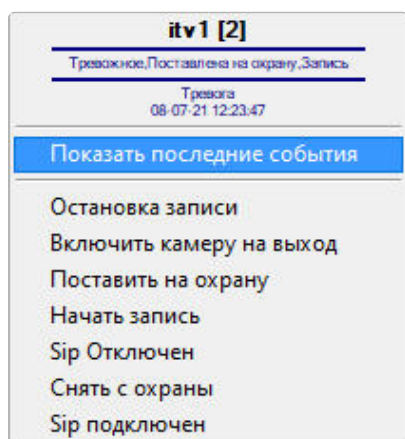 itv1 [2]
Тревожное,Поставлена на охрану,Запись
Тревога
08-07-21 12:23:47
Показать последние события
Остановка записи
Включить камеру на выход
Поставить на охрану
Начать запись
Sip Отключен
Снять с охраны
Sip подключен